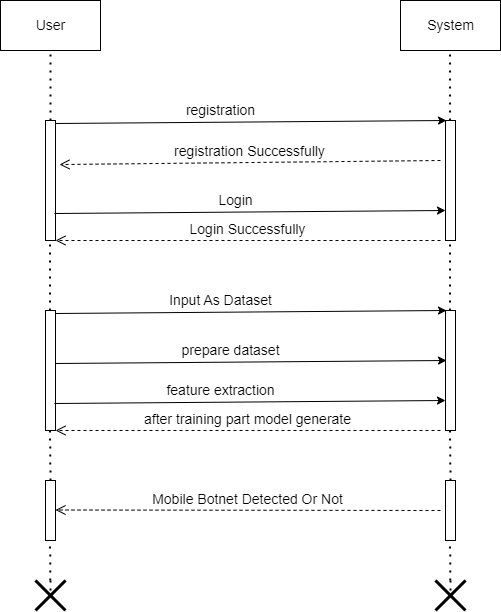 User
System
registration
registration Successfully
Login
Login Successfully
Input As Dataset
prepare dataset
feature extraction
after training part model generate
Mobile Botnet Detected Or Not